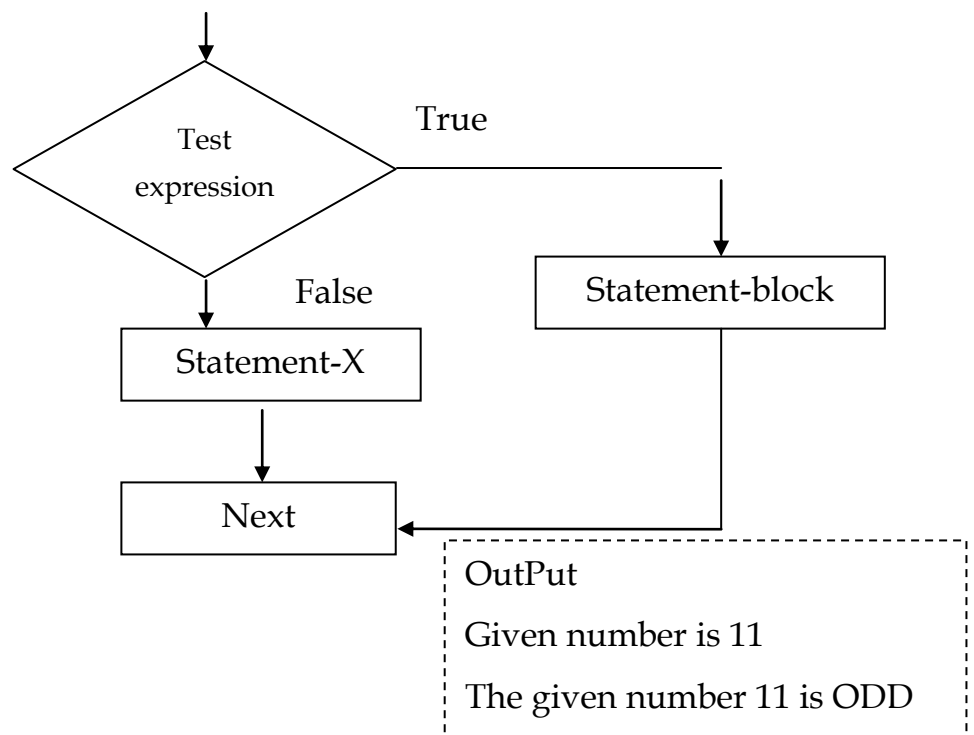 True
Test
expression
Statement-block
False
Statement-X
Next
OutPut
Given number is 11
The given number 11 is ODD